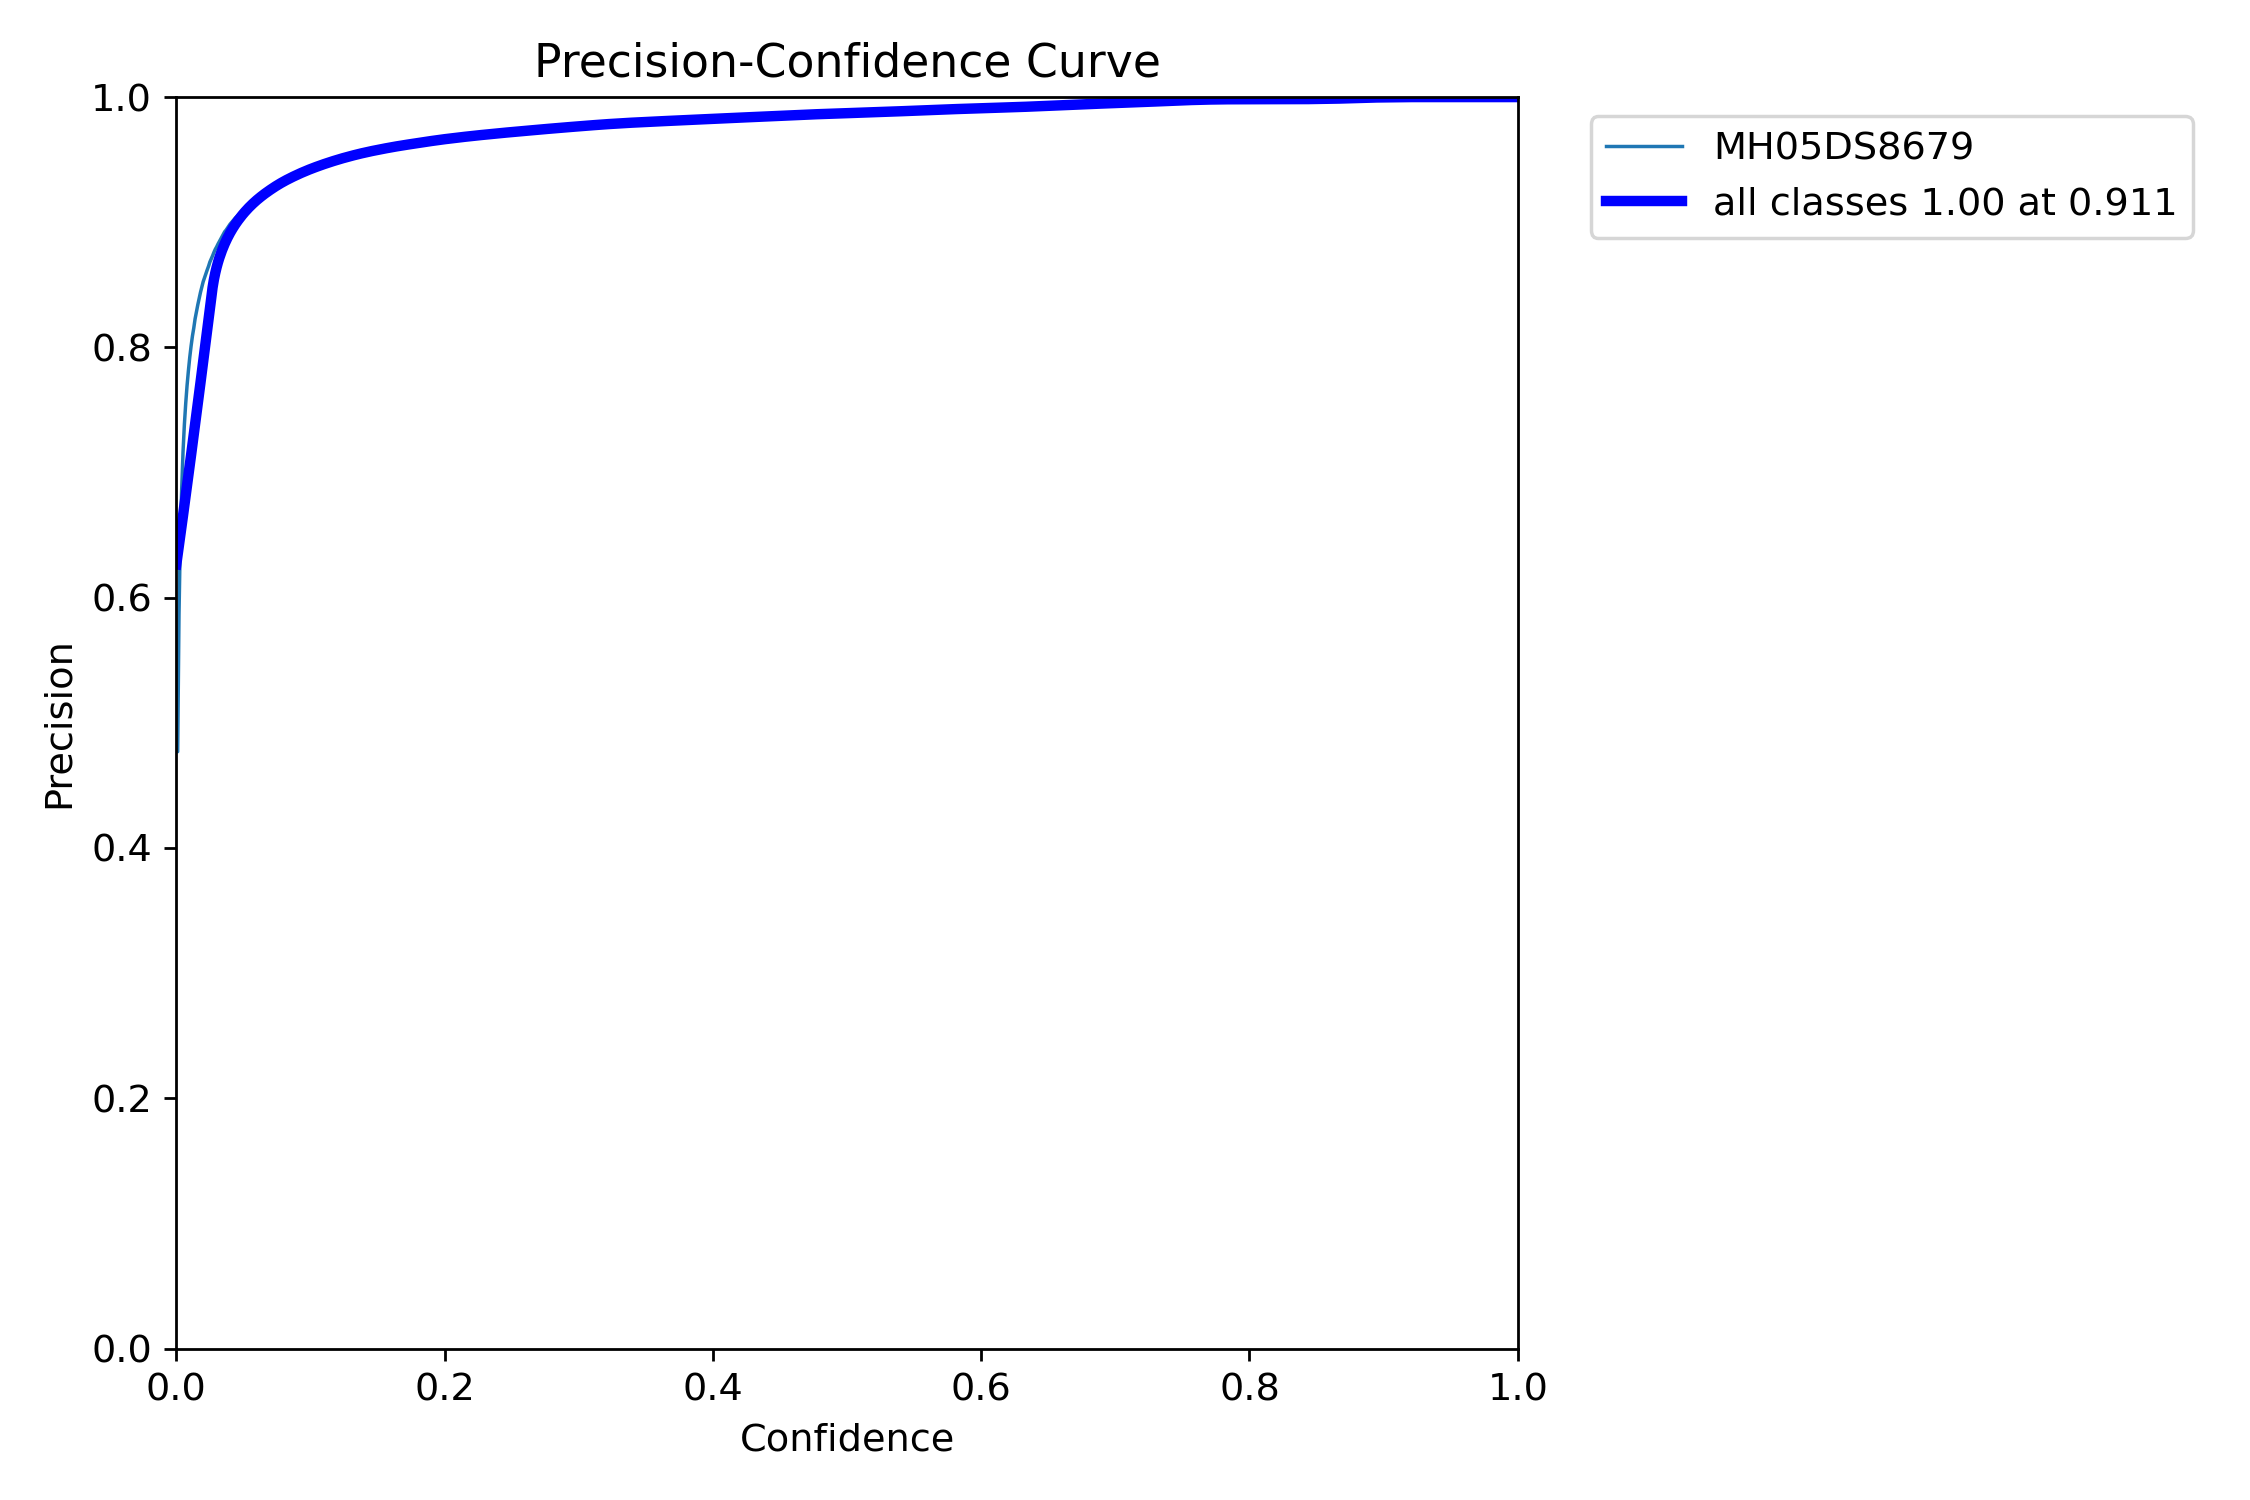 Precision-Confidence Curve
1.0
0.8
0.6
0.4
0.2
0.0
Precision
0.0 0.2 0.4 0.6 0.8 1.0
Confidence
MH05DS8679
all classes 1.00 at 0.911